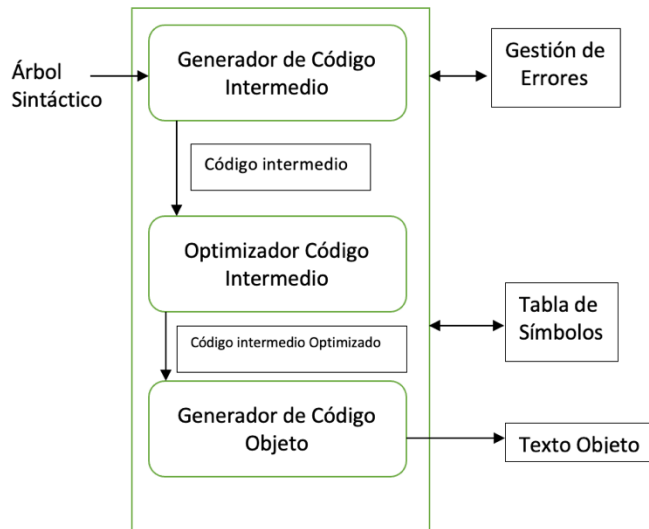 Árbol
Sintáctico
Generador de Código
Intermedio
Gestión de
Errores
Código intermedio
Optimizador Código
Intermedio
Tabla de
Símbolos
Código intermedio Optimizado
Generador de Código
Objeto
Texto Objeto